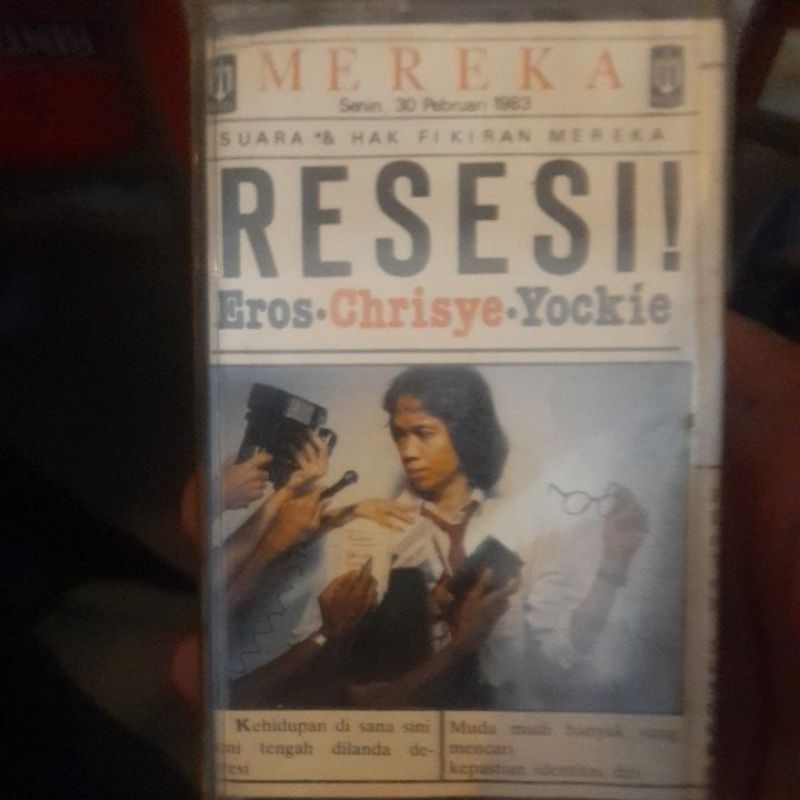 MEREKA
Senin, 30 Pebruari 1983
SUARA & HAK FIKIRAN MEREKA
RESESI!
Eros•Chrisye•Yockie
Kehidupan di sana sini
ini tengah dilanda de-
resi
Muda mudi banyak yang
mencari
kepastian identitas diri